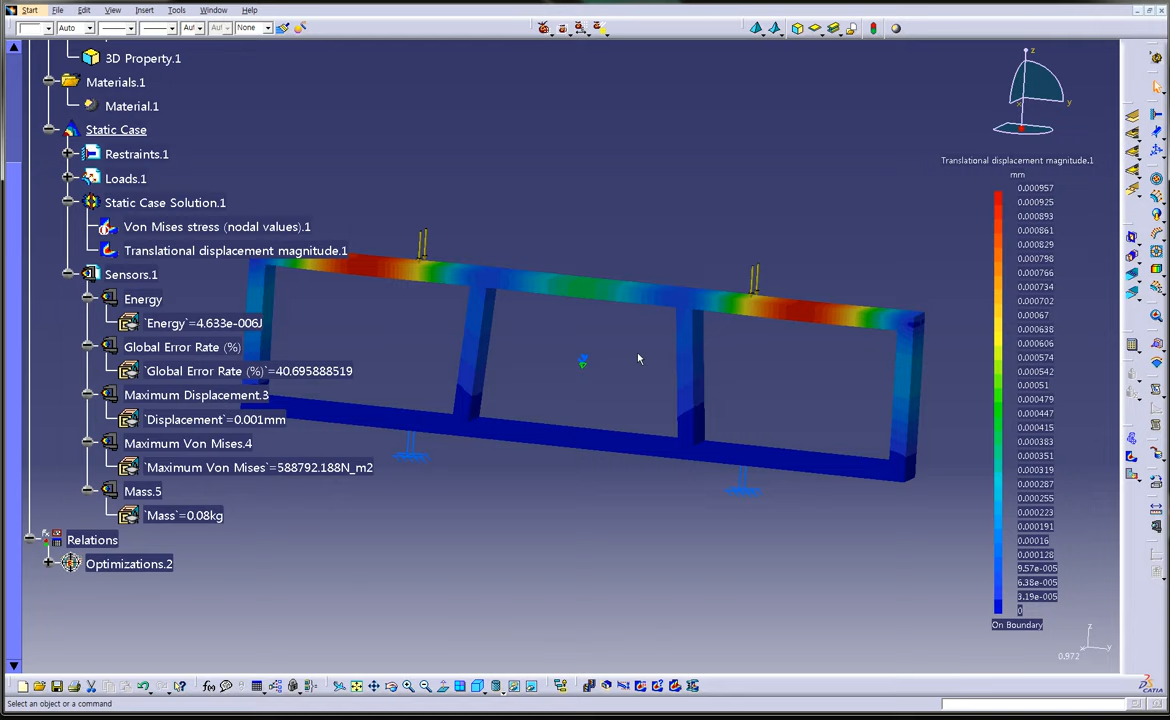 Start File Edit View Insert Tools Window Help
Auto Aut Aut None
3D Property.1
Materials.1
Material.1
Static Case
Restraints.1
Loads.1
Static Case Solution.1
Von Mises stress (nodal values).1
Translational displacement magnitude.1
Sensors.1
Energy
`Energy`=4.633e-006J
Global Error Rate (%)
`Global Error Rate (%)`=40.695888519
Maximum Displacement.3
`Displacement`=0.001mm
Maximum Von Mises.4
`Maximum Von Mises`=588792.188N_m2
Mass.5
`Mass`=0.08kg
Relations
Optimizations.2
z
x
y
Translational displacement magnitude.1
mm
0.000957
0.000925
0.000893
0.000861
0.000829
0.000798
0.000766
0.000734
0.000702
0.00067
0.000638
0.000606
0.000574
0.000542
0.00051
0.000479
0.000447
0.000415
0.000383
0.000351
0.000319
0.000287
0.000255
0.000223
0.000191
0.00016
0.000128
9.57e-005
6.38e-005
3.19e-005
0
On Boundary
z
y
0.972
f(x)
CATIA
Select an object or a command